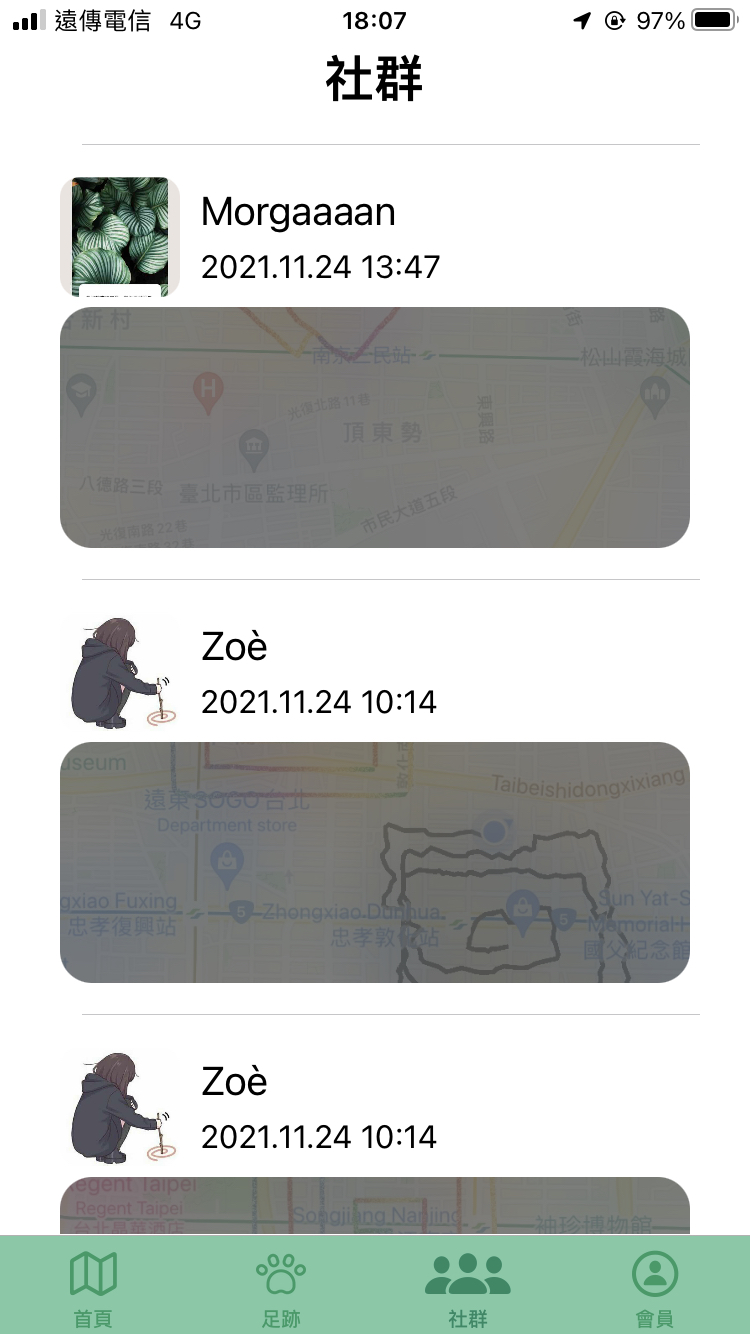 遠傳電信 4G 18:07 97%
社群
Morgaaaan
2021.11.24 13:47
新村
南京三民站
松山霞海城
光復北路 11巷
東興路
頂東勢
八德路三段
臺北市區監理所
市民大道五段
光復南路 22巷
Zoè
2021.11.24 10:14
useum
Taibeishidongxixiang
遠東SOGO 台北
Department store
gxiao Fuxing
忠孝復興站
5
Zhongxiao Dunhua
忠孝敦化站
5
Sun Yat-S
Memorial H
國父紀念館
Zoè
2021.11.24 10:14
Regent Taipei
Regent Taipei
台北晶華酒店
Songjiang Nanjing
袖珍博物館
首頁 足跡 社群 會員